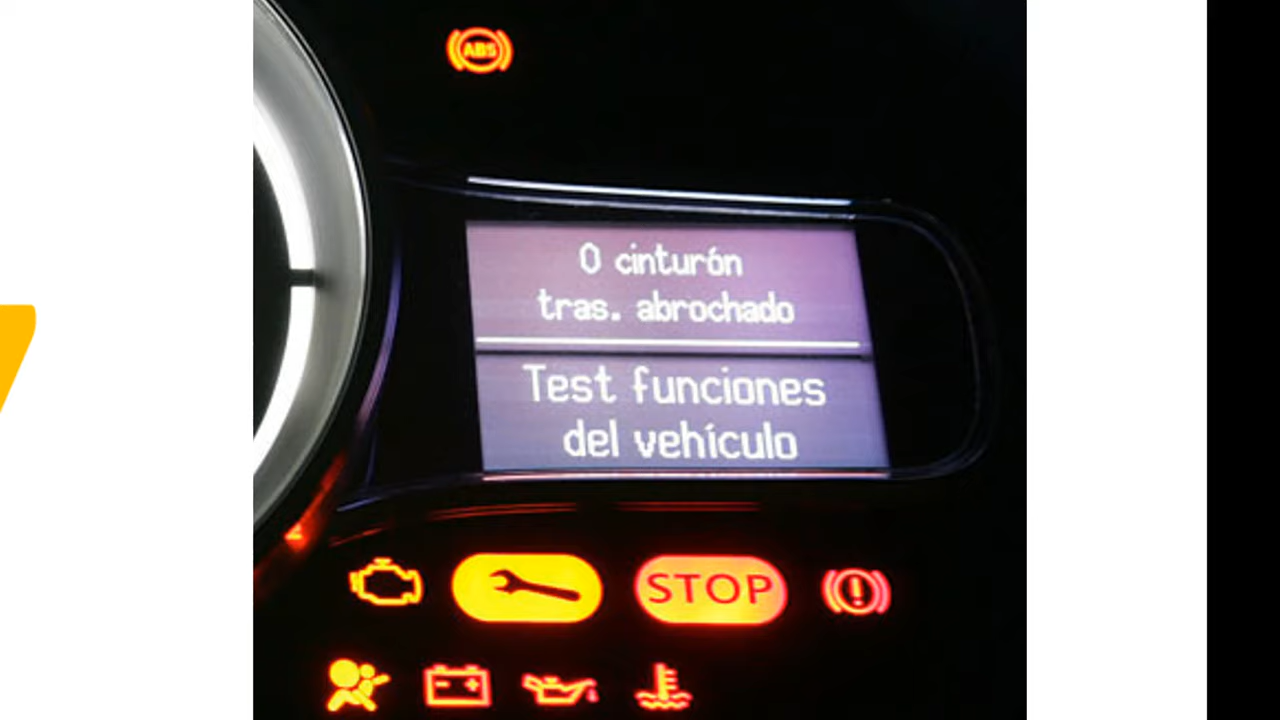 ABS
0 cinturón
tras. abrochado
Test funciones
del vehículo
STOP